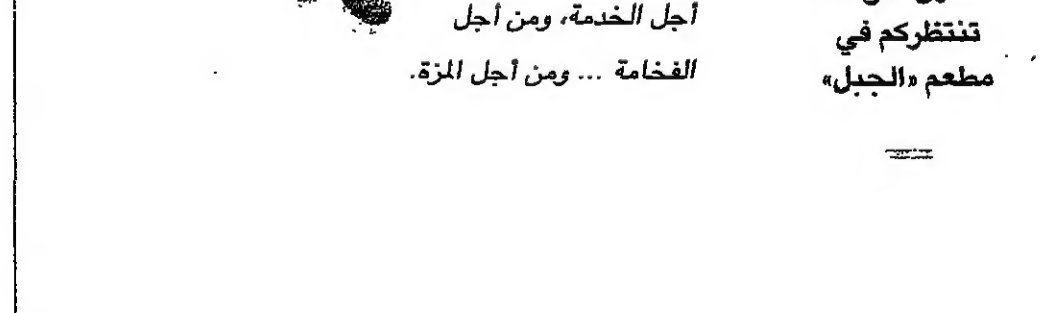 تنتظركم في
مطعم «الجبل»
أجل الخدمة، ومن أجل
الفخامة ... ومن أجل المزة.